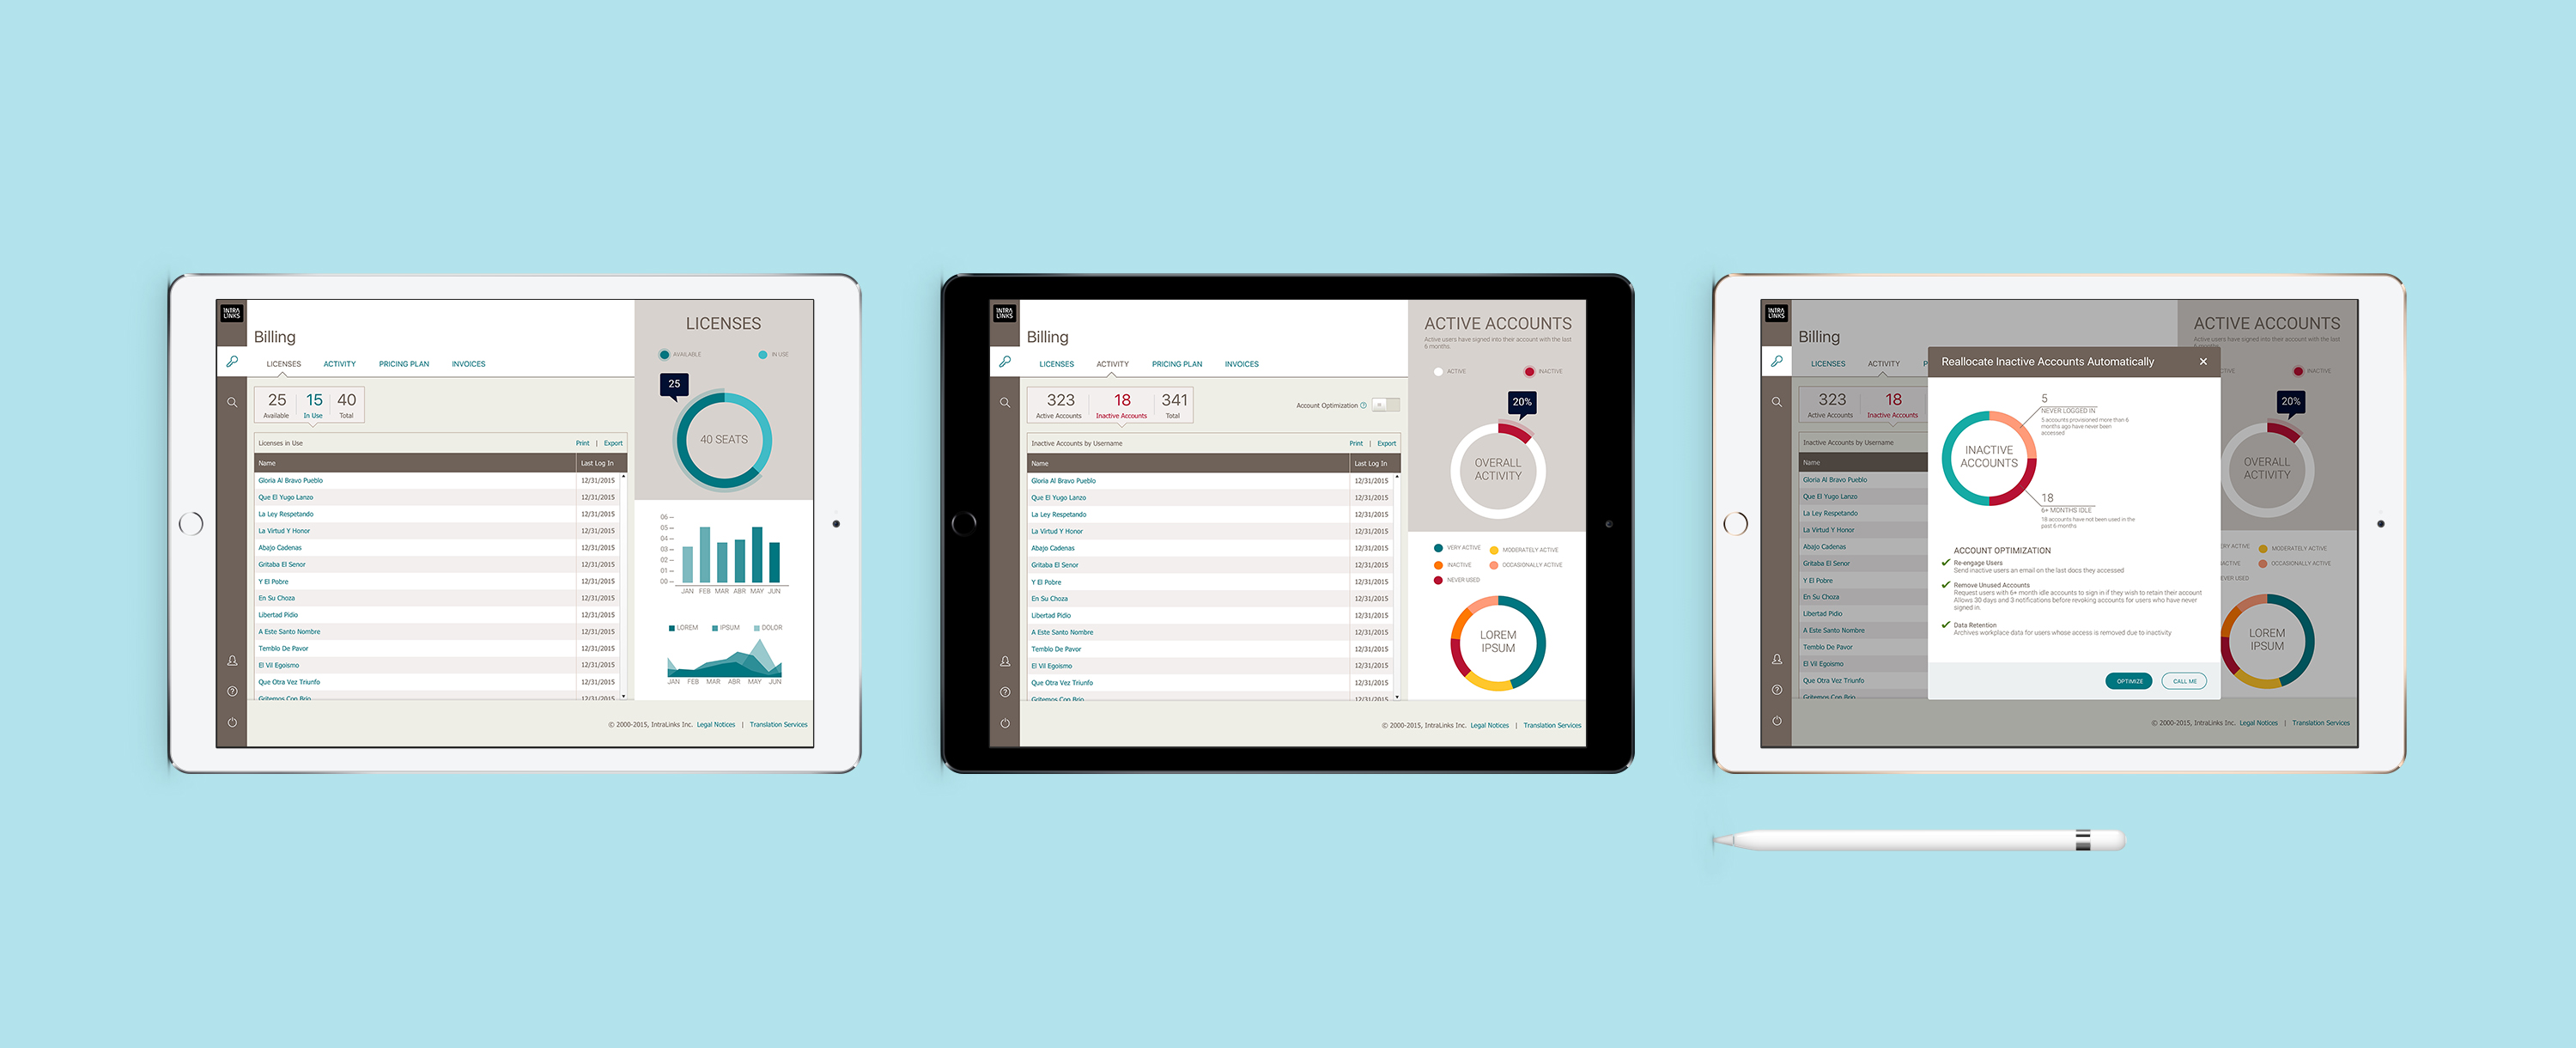 INTRA
LINKS
Billing
LICENSES
ACTIVITY
PRICING PLAN
INVOICES
25
Available
15
In Use
40
Total
Licenses in Use
Print | Export
Name
Last Log In
Gloria Al Bravo Pueblo 12/31/2015
Que El Yugo Lanzo 12/31/2015
La Ley Respetando 12/31/2015
La Virtud Y Honor 12/31/2015
Abajo Cadenas 12/31/2015
Gritaba El Senor 12/31/2015
Y El Pobre 12/31/2015
En Su Choza 12/31/2015
Libertad Pidio 12/31/2015
A Este Santo Nombre 12/31/2015
Temblo De Pavor 12/31/2015
El Vil Egoismo 12/31/2015
Que Otra Vez Triunfo 12/31/2015
Gritemos Con Brio 12/31/2015
LICENSES
AVAILABLE
IN USE
25
40 SEATS
06
05
04
03
02
01
00
JAN FEB MAR ABR MAY JUN
LOREM IPSUM DOLOR
JAN FEB MAR ABR MAY JUN
© 2000-2015, IntraLinks Inc. Legal Notices | Translation Services
INTRA
LINKS
Billing
LICENSES
ACTIVITY
PRICING PLAN
INVOICES
323
Active Accounts
18
Inactive Accounts
341
Total
Account Optimization
Inactive Accounts by Username
Print | Export
Name
Last Log In
Gloria Al Bravo Pueblo 12/31/2015
Que El Yugo Lanzo 12/31/2015
La Ley Respetando 12/31/2015
La Virtud Y Honor 12/31/2015
Abajo Cadenas 12/31/2015
Gritaba El Senor 12/31/2015
Y El Pobre 12/31/2015
En Su Choza 12/31/2015
Libertad Pidio 12/31/2015
A Este Santo Nombre 12/31/2015
Temblo De Pavor 12/31/2015
El Vil Egoismo 12/31/2015
Que Otra Vez Triunfo 12/31/2015
Gritemos Con Brio 12/31/2015
ACTIVE ACCOUNTS
Active users have signed into their account with the last
6 months.
ACTIVE
INACTIVE
20%
OVERALL
ACTIVITY
VERY ACTIVE
MODERATELY ACTIVE
INACTIVE
OCCASIONALLY ACTIVE
NEVER USED
LOREM
IPSUM
© 2000-2015, IntraLinks Inc. Legal Notices | Translation Services
INTRA
LINKS
Billing
LICENSES
ACTIVITY
P
323
Active Accounts
18
Inactive Accounts
Inactive Accounts by Username
Name
Gloria Al Bravo Pueblo
Que El Yugo Lanzo
La Ley Respetando
La Virtud Y Honor
Abajo Cadenas
Gritaba El Senor
Y El Pobre
En Su Choza
Libertad Pidio
A Este Santo Nombre
Temblo De Pavor
El Vil Egoismo
Que Otra Vez Triunfo
Gritemos Con Brio
Reallocate Inactive Accounts Automatically
INACTIVE
ACCOUNTS
5
NEVER LOGGED IN
5 accounts provisioned more than 6
months ago have never been
accessed
18
6+ MONTHS IDLE
18 accounts have not been used in the
past 6 months
ACCOUNT OPTIMIZATION
Re-engage Users
Send inactive users an email on the last docs they accessed
Remove Unused Accounts
Request users with 6+ month idle accounts to sign in if they wish to retain their account
Allows 30 days and 3 notifications before revoking accounts for users who have never
signed in.
Data Retention
Archives workplace data for users whose access is removed due to inactivity
OPTIMIZE
CALL ME
ACTIVE ACCOUNTS
Active users have signed into their account with the last
INACTIVE
20%
OVERALL
ACTIVITY
MODERATELY ACTIVE
OCCASIONALLY ACTIVE
LOREM
IPSUM
© 2000-2015, IntraLinks Inc. Legal Notices | Translation Services